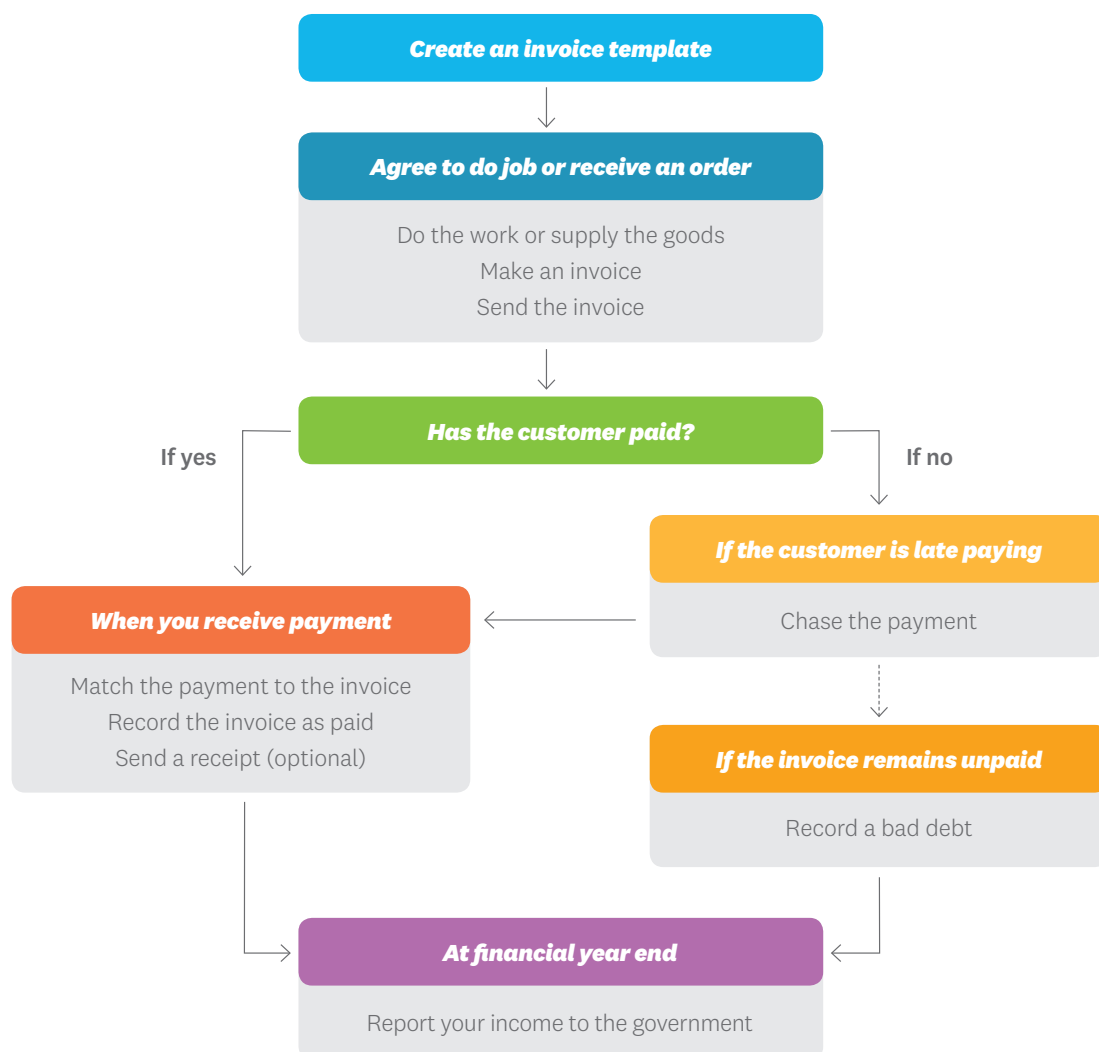 Create an invoice template
Agree to do job or receive an order
Do the work or supply the goods
Make an invoice
Send the invoice
Has the customer paid?
If yes
If no
If the customer is late paying
Chase the payment
When you receive payment
Match the payment to the invoice
Record the invoice as paid
Send a receipt (optional)
If the invoice remains unpaid
Record a bad debt
At financial year end
Report your income to the government